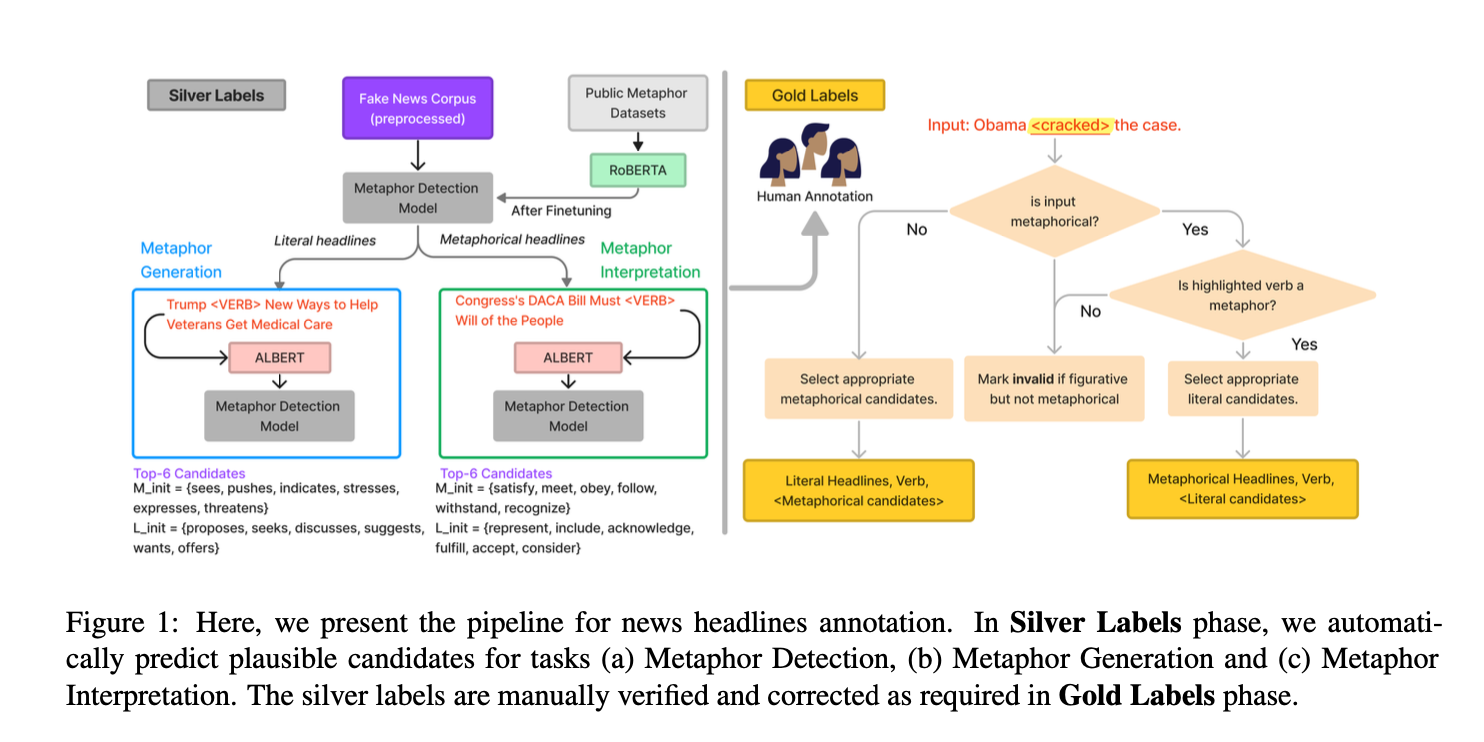 Silver Labels
Fake News Corpus
(preprocessed)
Public Metaphor
Datasets
RoBERTA
Metaphor Detection
Model
After Finetuning
Literal headlines
Metaphorical headlines
Metaphor
Generation
Metaphor
Interpretation
Trump <VERB> New Ways to Help
Veterans Get Medical Care
ALBERT
Metaphor Detection
Model
Congress's DACA Bill Must <VERB>
Will of the People
ALBERT
Metaphor Detection
Model
Top-6 Candidates
M_init = {sees, pushes, indicates, stresses,
expresses, threatens}
L_init = {proposes, seeks, discusses, suggests,
wants, offers}
Top-6 Candidates
M_init = {satisfy, meet, obey, follow,
withstand, recognize}
L_init = {represent, include, acknowledge,
fulfill, accept, consider}
Gold Labels
Human Annotation
Input: Obama <cracked> the case.
is input
metaphorical?
No
Yes
Is highlighted verb a
metaphor?
No
Yes
Select appropriate
metaphorical candidates.
Mark invalid if figurative
but not metaphorical
Select appropriate
literal candidates.
Literal Headlines, Verb,
<Metaphorical candidates>
Metaphorical Headlines, Verb,
<Literal candidates>
Figure 1: Here, we present the pipeline for news headlines annotation. In Silver Labels phase, we automati-
cally predict plausible candidates for tasks (a) Metaphor Detection, (b) Metaphor Generation and (c) Metaphor
Interpretation. The silver labels are manually verified and corrected as required in Gold Labels phase.